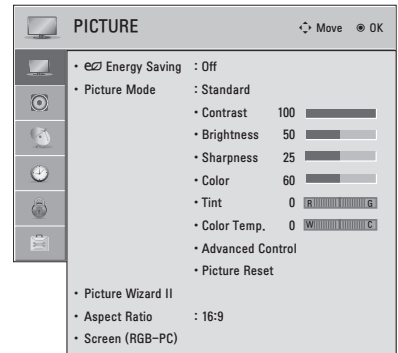 PICTURE Move OK
• Energy Saving : Off
• Picture Mode : Standard
• Contrast 100
• Brightness 50
• Sharpness 25
• Color 60
• Tint 0 R G
• Color Temp. 0 W C
• Advanced Control
• Picture Reset
• Picture Wizard II
• Aspect Ratio : 16:9
• Screen (RGB-PC)